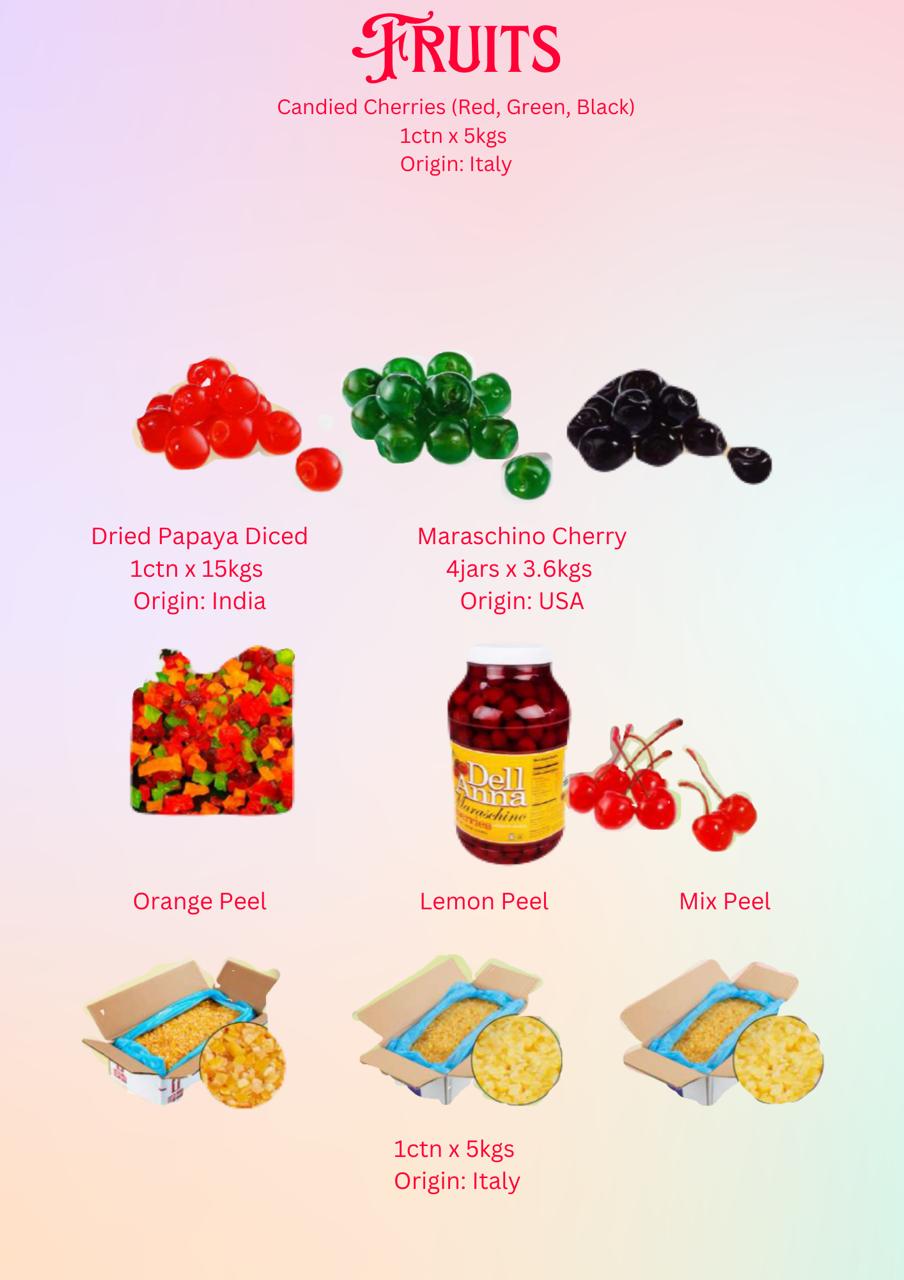 FRUITS
Candied Cherries (Red, Green, Black)
1ctn x 5kgs
Origin: Italy
Dried Papaya Diced
1ctn x 15kgs
Origin: India
Maraschino Cherry
4jars x 3.6kgs
Origin: USA
Dell
Anna
Maraschino
Orange Peel
Lemon Peel
Mix Peel
1ctn x 5kgs
Origin: Italy